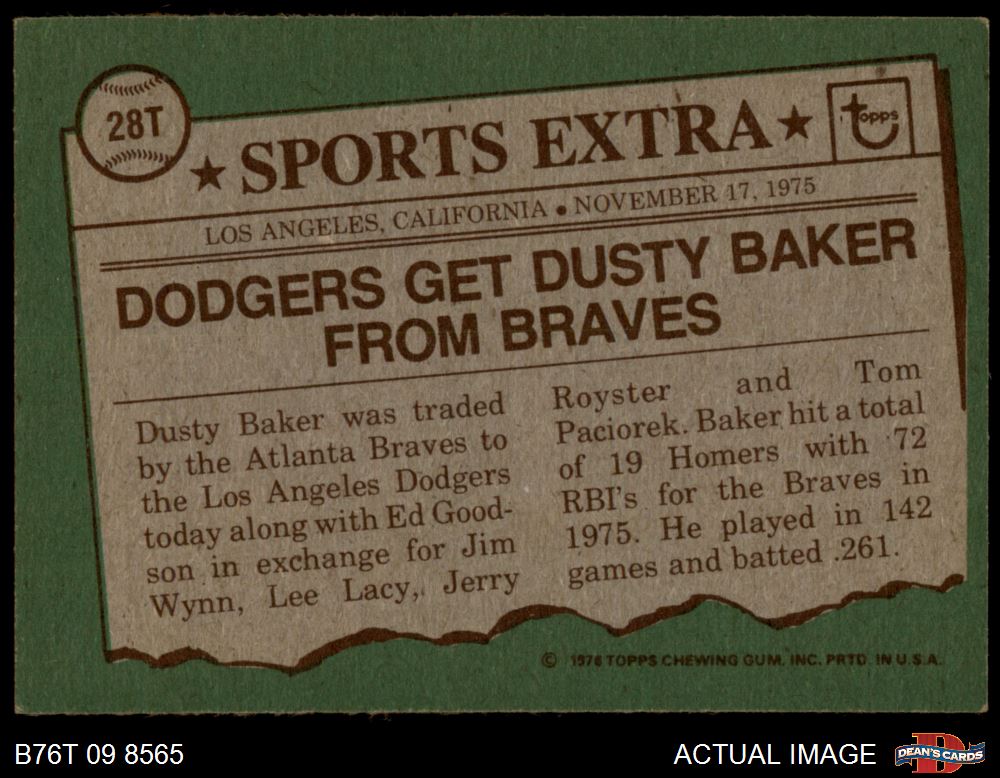 28T
★ SPORTS EXTRA ★
Topps
LOS ANGELES, CALIFORNIA ● NOVEMBER 17, 1975
DODGERS GET DUSTY BAKER
FROM BRAVES
Dusty Baker was traded
by the Atlanta Braves to
the Los Angeles Dodgers
today along with Ed Good-
son in exchange for Jim
Wynn, Lee Lacy, Jerry
Royster and Tom
Paciorek. Baker hit a total
of 19 Homers with 72
RBI's for the Braves in
1975. He played in 142
games and batted .261.
© 1976 TOPPS CHEWING GUM, INC. PRTD. IN U.S.A.
B76T 09 8565
ACTUAL IMAGE
DEAN'S CARDS